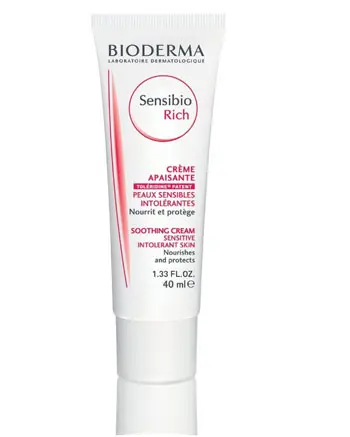 BIODERMA
LABORATOIRE DERMATOLOGIQUE
Sensibio
Rich
CRÈME
APAISANTE
TOLÉRIDINE® PATENT
PEAUX SENSIBLES
INTOLÉRANTES
Nourrit et protège
SOOTHING CREAM
SENSITIVE
INTOLERANT SKIN
Nourishes
and protects
1.33 FL.OZ.
40 ml ℮